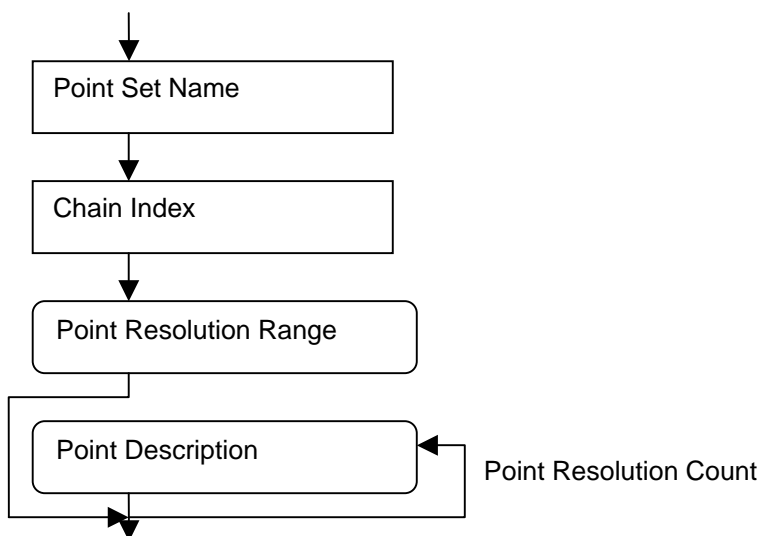 Point Set Name
Chain Index
Point Resolution Range
Point Description
Point Resolution Count